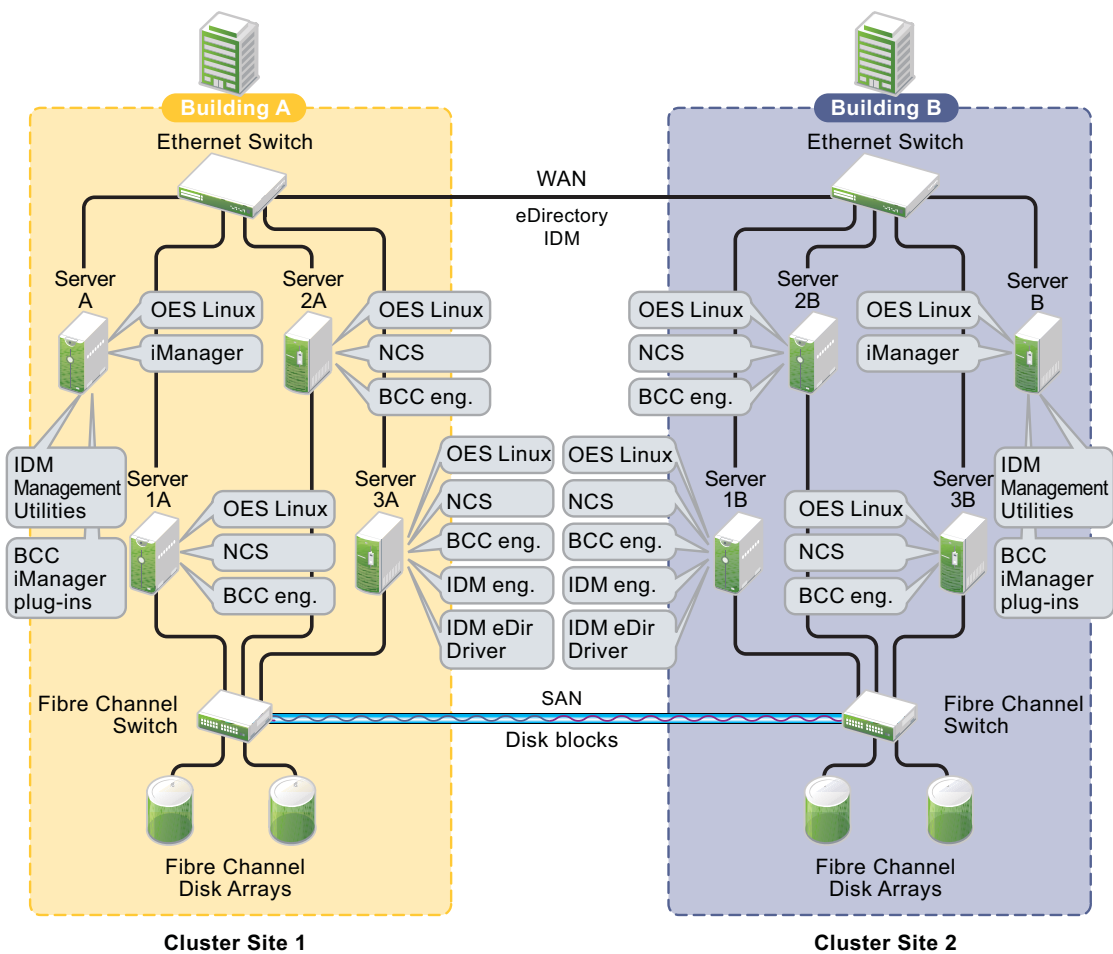 Building A
Building B
Ethernet Switch
Ethernet Switch
WAN
eDirectory
IDM
Server
A
OES Linux
iManager
Server
2A
OES Linux
NCS
BCC eng.
Server
2B
OES Linux
NCS
BCC eng.
Server
B
OES Linux
iManager
IDM
Management
Utilities
BCC
iManager
plug-ins
Server
1A
OES Linux
NCS
BCC eng.
Server
3A
OES Linux
NCS
BCC eng.
IDM eng.
IDM eDir
Driver
Server
1B
OES Linux
NCS
BCC eng.
IDM eng.
IDM eDir
Driver
Server
3B
OES Linux
NCS
BCC eng.
IDM
Management
Utilities
BCC
iManager
plug-ins
Fibre Channel
Switch
SAN
Disk blocks
Fibre Channel
Switch
Fibre Channel
Disk Arrays
Fibre Channel
Disk Arrays
Cluster Site 1
Cluster Site 2